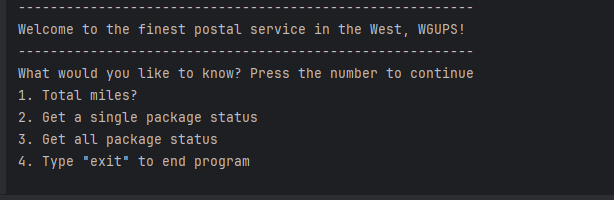 ---------------------------------------------------------
Welcome to the finest postal service in the West, WGUPS!
---------------------------------------------------------
What would you like to know? Press the number to continue
1. Total miles?
2. Get a single package status
3. Get all package status
4. Type "exit" to end program